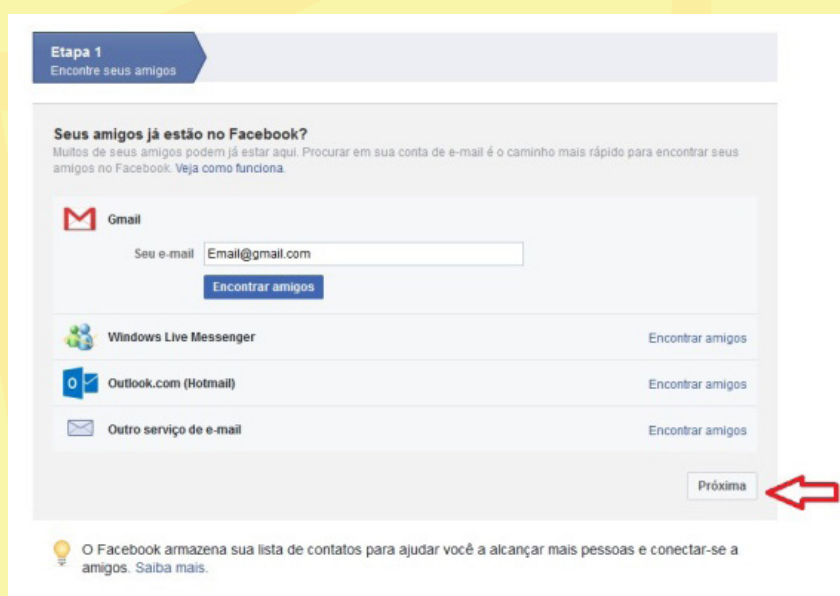 Etapa 1
Encontre seus amigos
Seus amigos já estão no Facebook?
Muitos de seus amigos podem já estar aqui. Procurar em sua conta de e-mail é o caminho mais rápido para encontrar seus
amigos no Facebook. Veja como funciona.
Gmail
Seu e-mail Email@gmail.com
Encontrar amigos
Windows Live Messenger Encontrar amigos
Outlook.com (Hotmail) Encontrar amigos
Outro serviço de e-mail Encontrar amigos
Próxima
O Facebook armazena sua lista de contatos para ajudar você a alcançar mais pessoas e conectar-se a
amigos. Saiba mais.